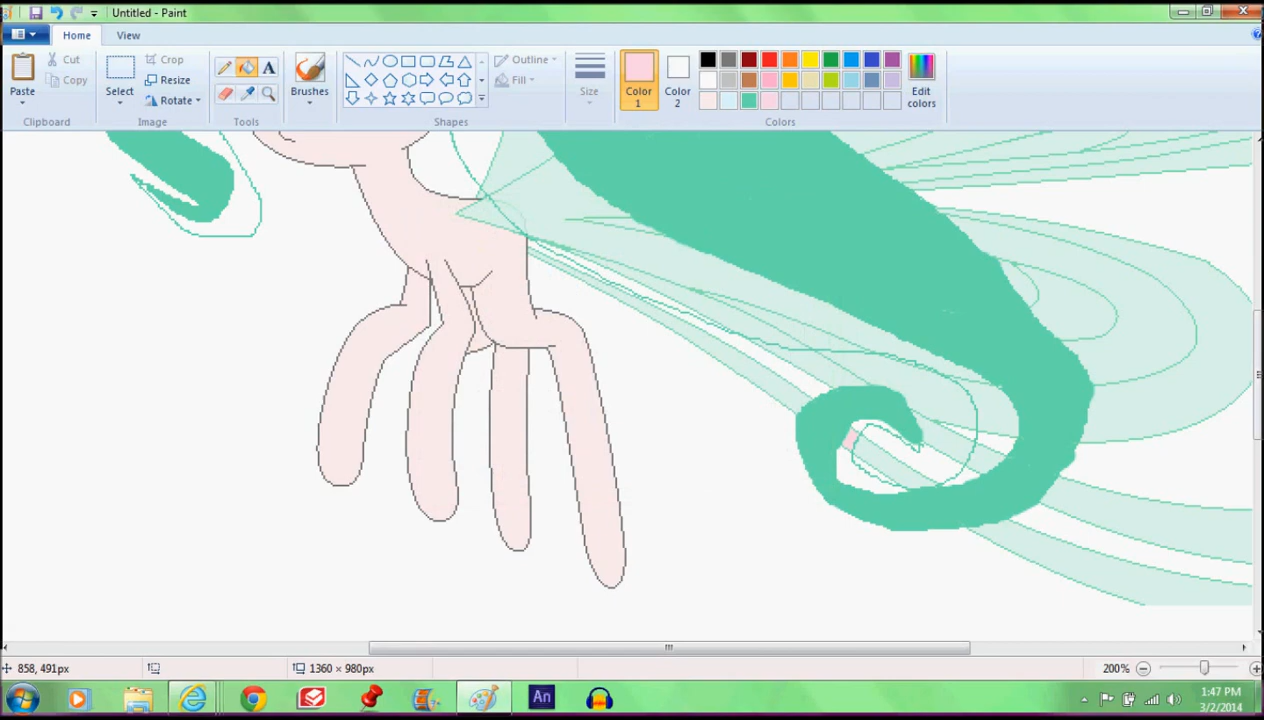 Untitled - Paint
Home View
Paste
Cut
Copy
Clipboard
Select
Crop
Resize
Rotate
Image
A
Tools
Brushes
Outline
Fill
Shapes
Size
Color 1
Color 2
Edit colors
Colors
858, 491px
1360 × 980px
200%
An
1:47 PM
3/2/2014